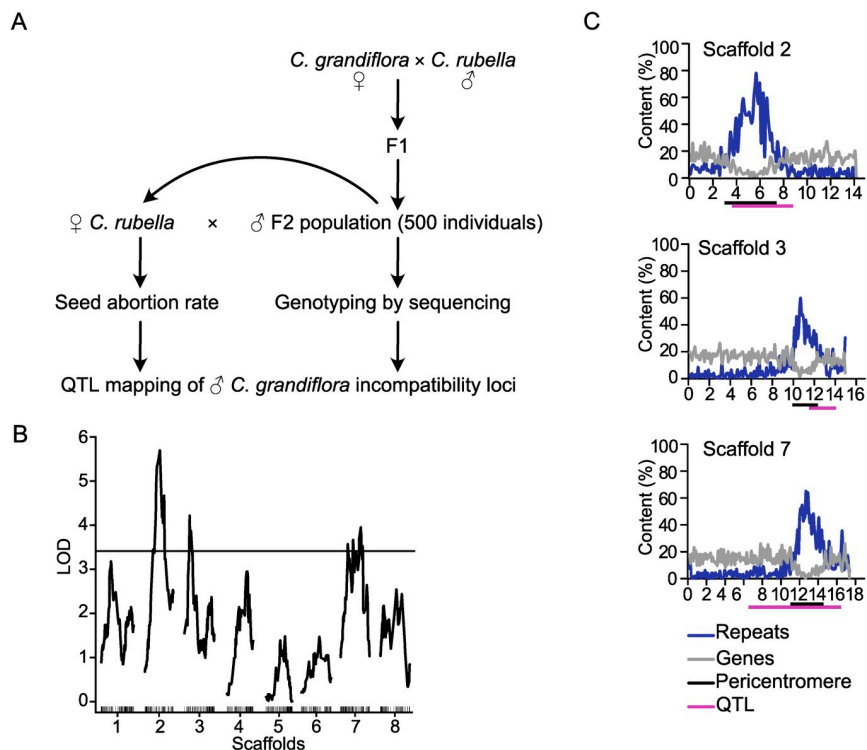 A
C. grandiflora × C. rubella
♀ ♂
F1
♀ C. rubella × ♂ F2 population (500 individuals)
Seed abortion rate Genotyping by sequencing
QTL mapping of ♂ C. grandiflora incompatibility loci
B
LOD
6
5
4
3
2
1
0
1 2 3 4 5 6 7 8
Scaffolds
C
Scaffold 2
Content (%)
100
80
60
40
20
0
0 2 4 6 8 10 12 14
Scaffold 3
Content (%)
100
80
60
40
20
0
0 2 4 6 8 10 12 14 16
Scaffold 7
Content (%)
100
80
60
40
20
0
0 2 4 6 8 10 12 14 16 18
Repeats
Genes
Pericentromere
QTL